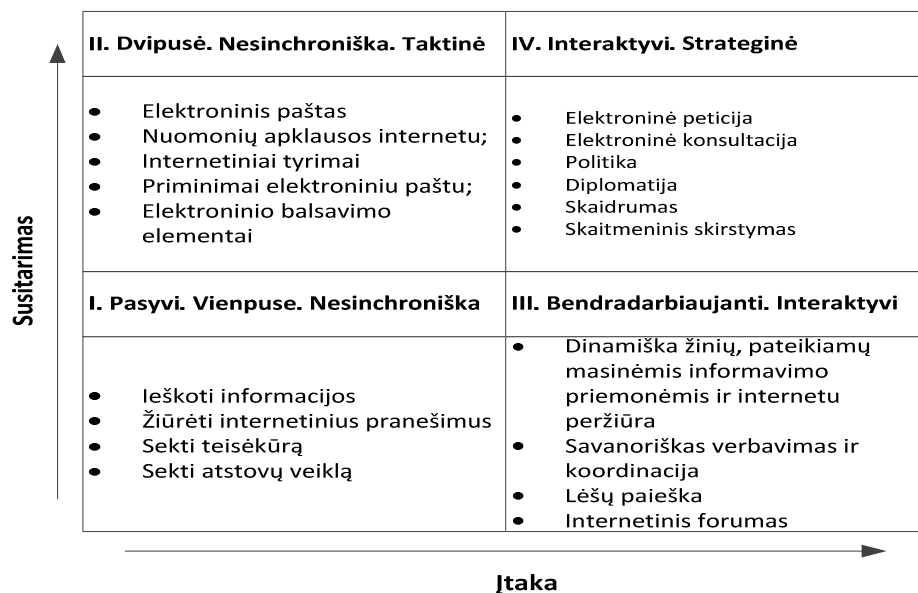 II. Dvipusė. Nesinchroniška. Taktinė
• Elektroninis paštas
• Nuomonių apklausos internetu;
• Internetiniai tyrimai
• Priminimai elektroniniu paštu;
• Elektroninio balsavimo
elementai
IV. Interaktyvi. Strateginė
• Elektroninė peticija
• Elektroninė konsultacija
• Politika
• Diplomatija
• Skaidrumas
• Skaitmeninis skirstymas
Susitarimas
I. Pasyvi. Vienpuse. Nesinchroniška
• Ieškoti informacijos
• Žiūrėti internetinius pranešimus
• Sekti teisėkūrą
• Sekti atstovų veiklą
III. Bendradarbiaujanti. Interaktyvi
• Dinamiška žinių, pateikiamų
masinėmis informavimo
priemonėmis ir internetu
peržiūra
• Savanoriškas verbavimas ir
koordinacija
• Lėšų paieška
• Internetinis forumas
Įtaka